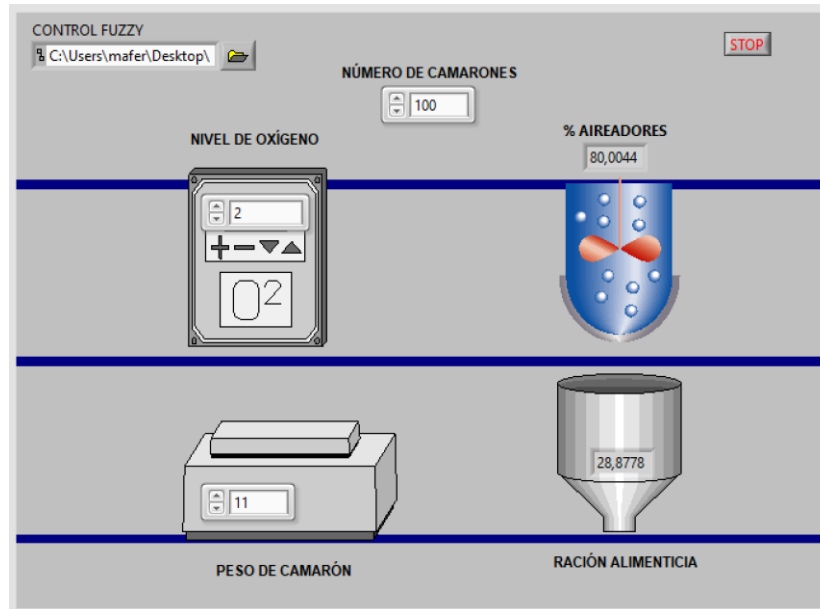 CONTROL FUZZY
C:\Users\mafer\Desktop\
STOP
NÚMERO DE CAMARONES
100
NIVEL DE OXÍGENO
% AIREADORES
80,0044
2
O2
11
28,8778
PESO DE CAMARÓN
RACIÓN ALIMENTICIA